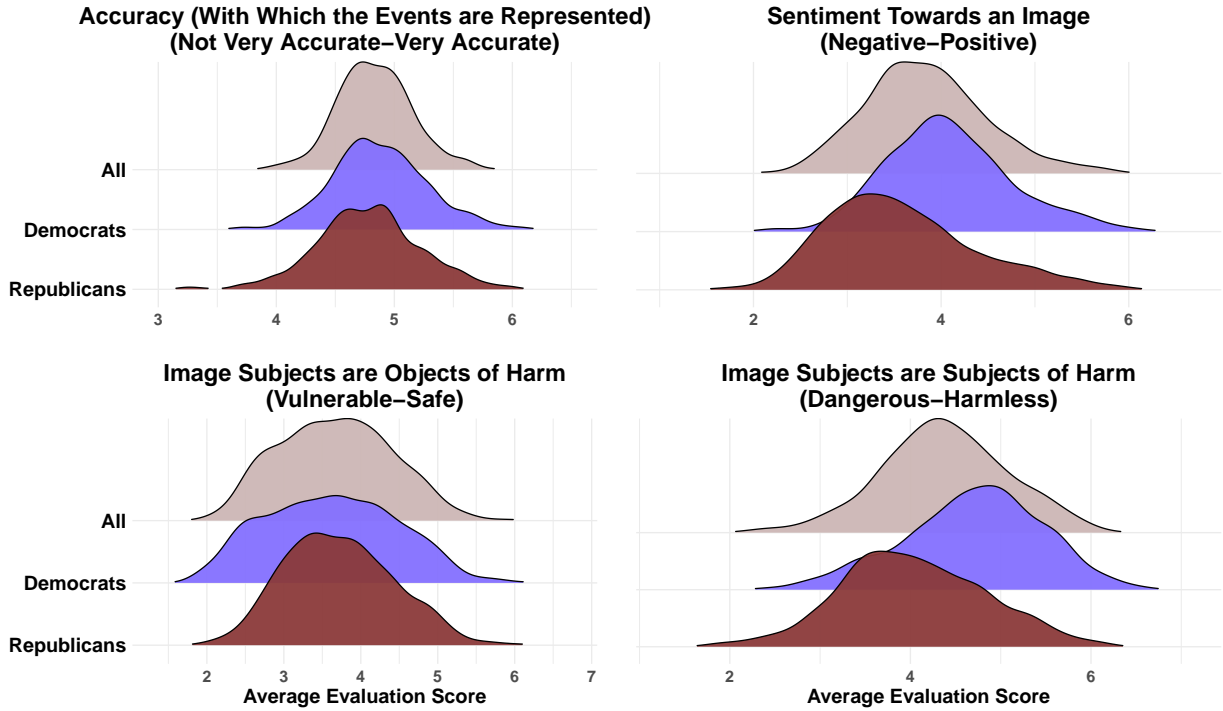 Accuracy (With Which the Events are Represented)
(Not Very Accurate–Very Accurate)
All
Democrats
Republicans
3 4 5 6
Sentiment Towards an Image
(Negative–Positive)
2 4 6
Image Subjects are Objects of Harm
(Vulnerable–Safe)
All
Democrats
Republicans
2 3 4 5 6 7
Average Evaluation Score
Image Subjects are Subjects of Harm
(Dangerous–Harmless)
2 4 6
Average Evaluation Score